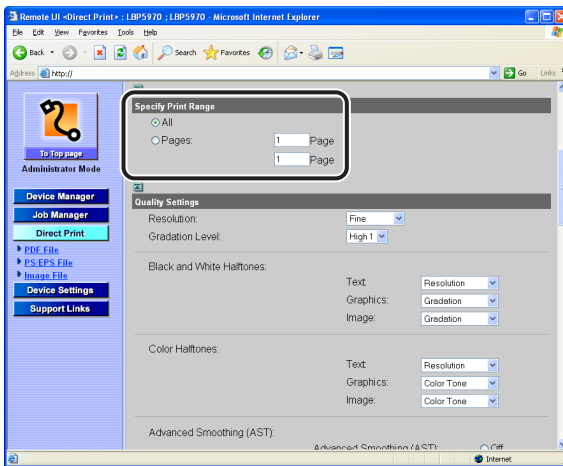 Remote UI <Direct Print> : LBP5970 ; LBP5970 - Microsoft Internet Explorer
File Edit View Favorites Tools Help
Back Search Favorites
Address http:// Go Links
Specify Print Range
All
Pages: 1 Page
1 Page
To Top page
Administrator Mode
Device Manager
Job Manager
Direct Print
PDF File
PS/EPS File
Image File
Device Settings
Support Links
Quality Settings
Resolution: Fine
Gradation Level: High 1
Black and White Halftones:
Text: Resolution
Graphics: Gradation
Image: Gradation
Color Halftones:
Text: Resolution
Graphics: Color Tone
Image: Color Tone
Advanced Smoothing (AST):
Advanced Smoothing (AST): Off
Internet